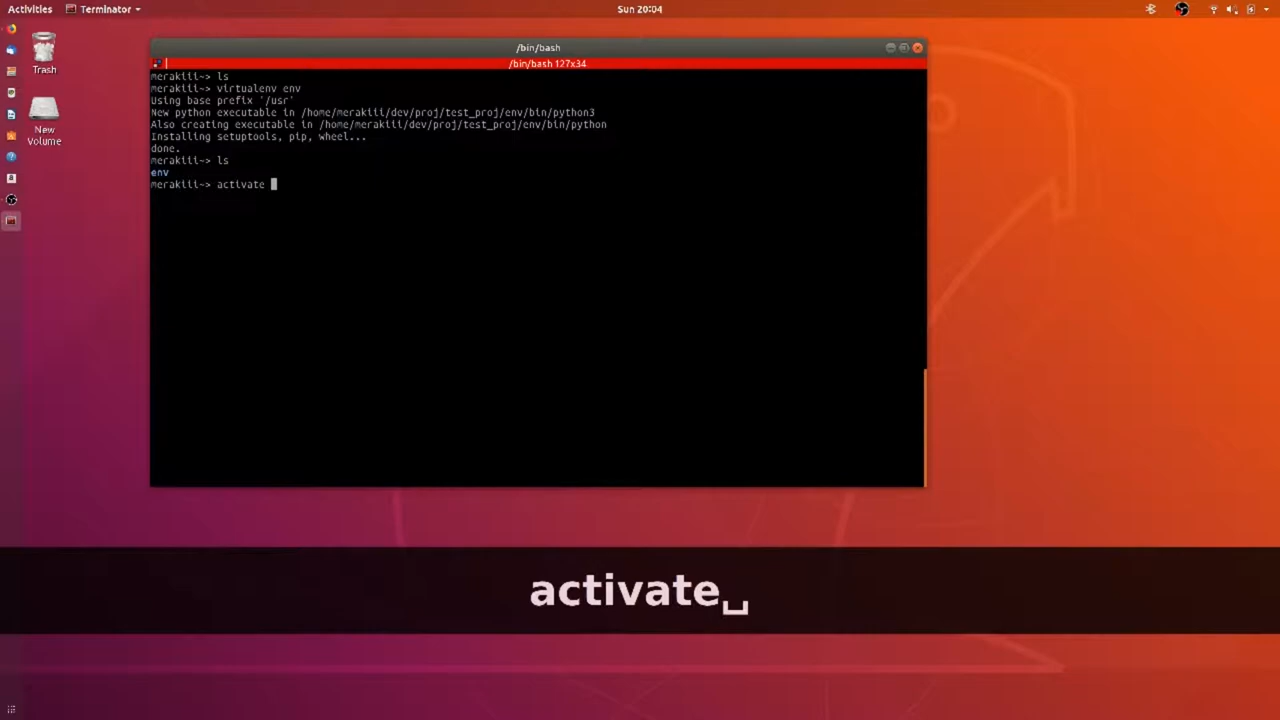 Activities
Terminator
Sun 20:04
Trash
New
Volume
/bin/bash
/bin/bash 127x34
merakiii~> ls
merakiii~> virtualenv env
Using base prefix '/usr'
New python executable in /home/merakiii/dev/proj/test_proj/env/bin/python3
Also creating executable in /home/merakiii/dev/proj/test_proj/env/bin/python
Installing setuptools, pip, wheel...
done.
merakiii~> ls
env
merakiii~> activate
activate␣